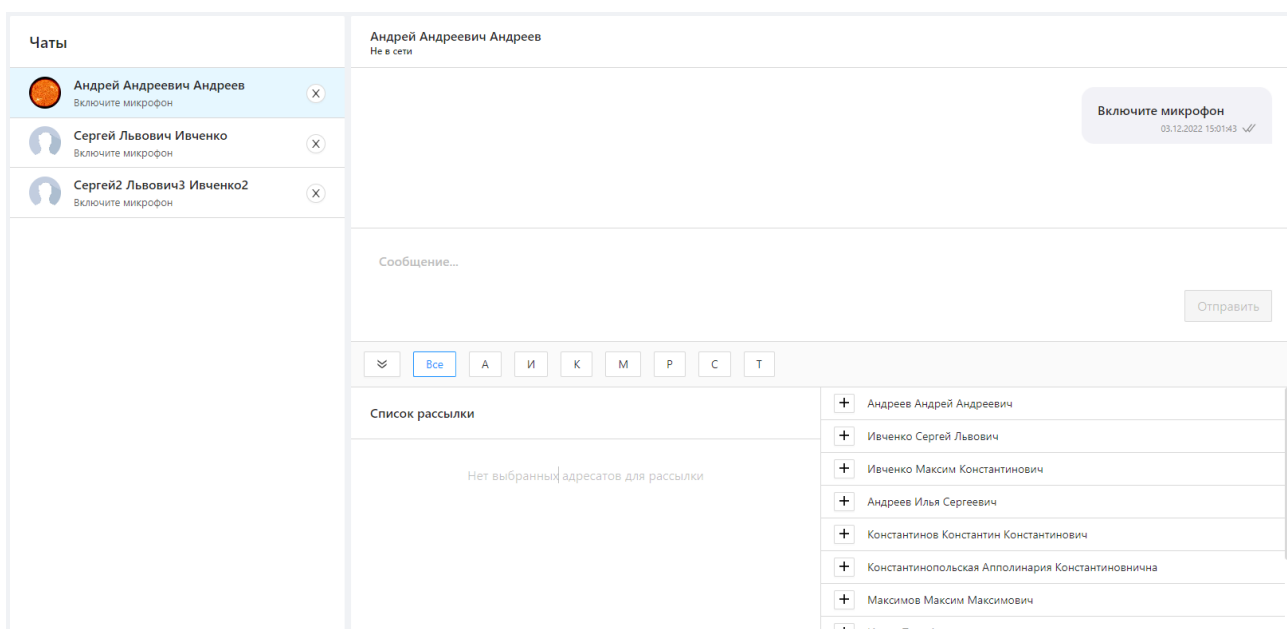 Чаты
Андрей Андреевич Андреев
Включите микрофон
X
Сергей Львович Ивченко
Включите микрофон
X
Сергей2 Львович3 Ивченко2
Включите микрофон
X
Андрей Андреевич Андреев
Не в сети
Включите микрофон
03.12.2022 15:01:43
Сообщение...
Отправить
Все А И К М Р С Т
Список рассылки
Нет выбранных адресатов для рассылки
+ Андреев Андрей Андреевич
+ Ивченко Сергей Львович
+ Ивченко Максим Константинович
+ Андреев Илья Сергеевич
+ Константинов Константин Константинович
+ Константинопольская Апполинария Константиновнична
+ Максимов Максим Максимович